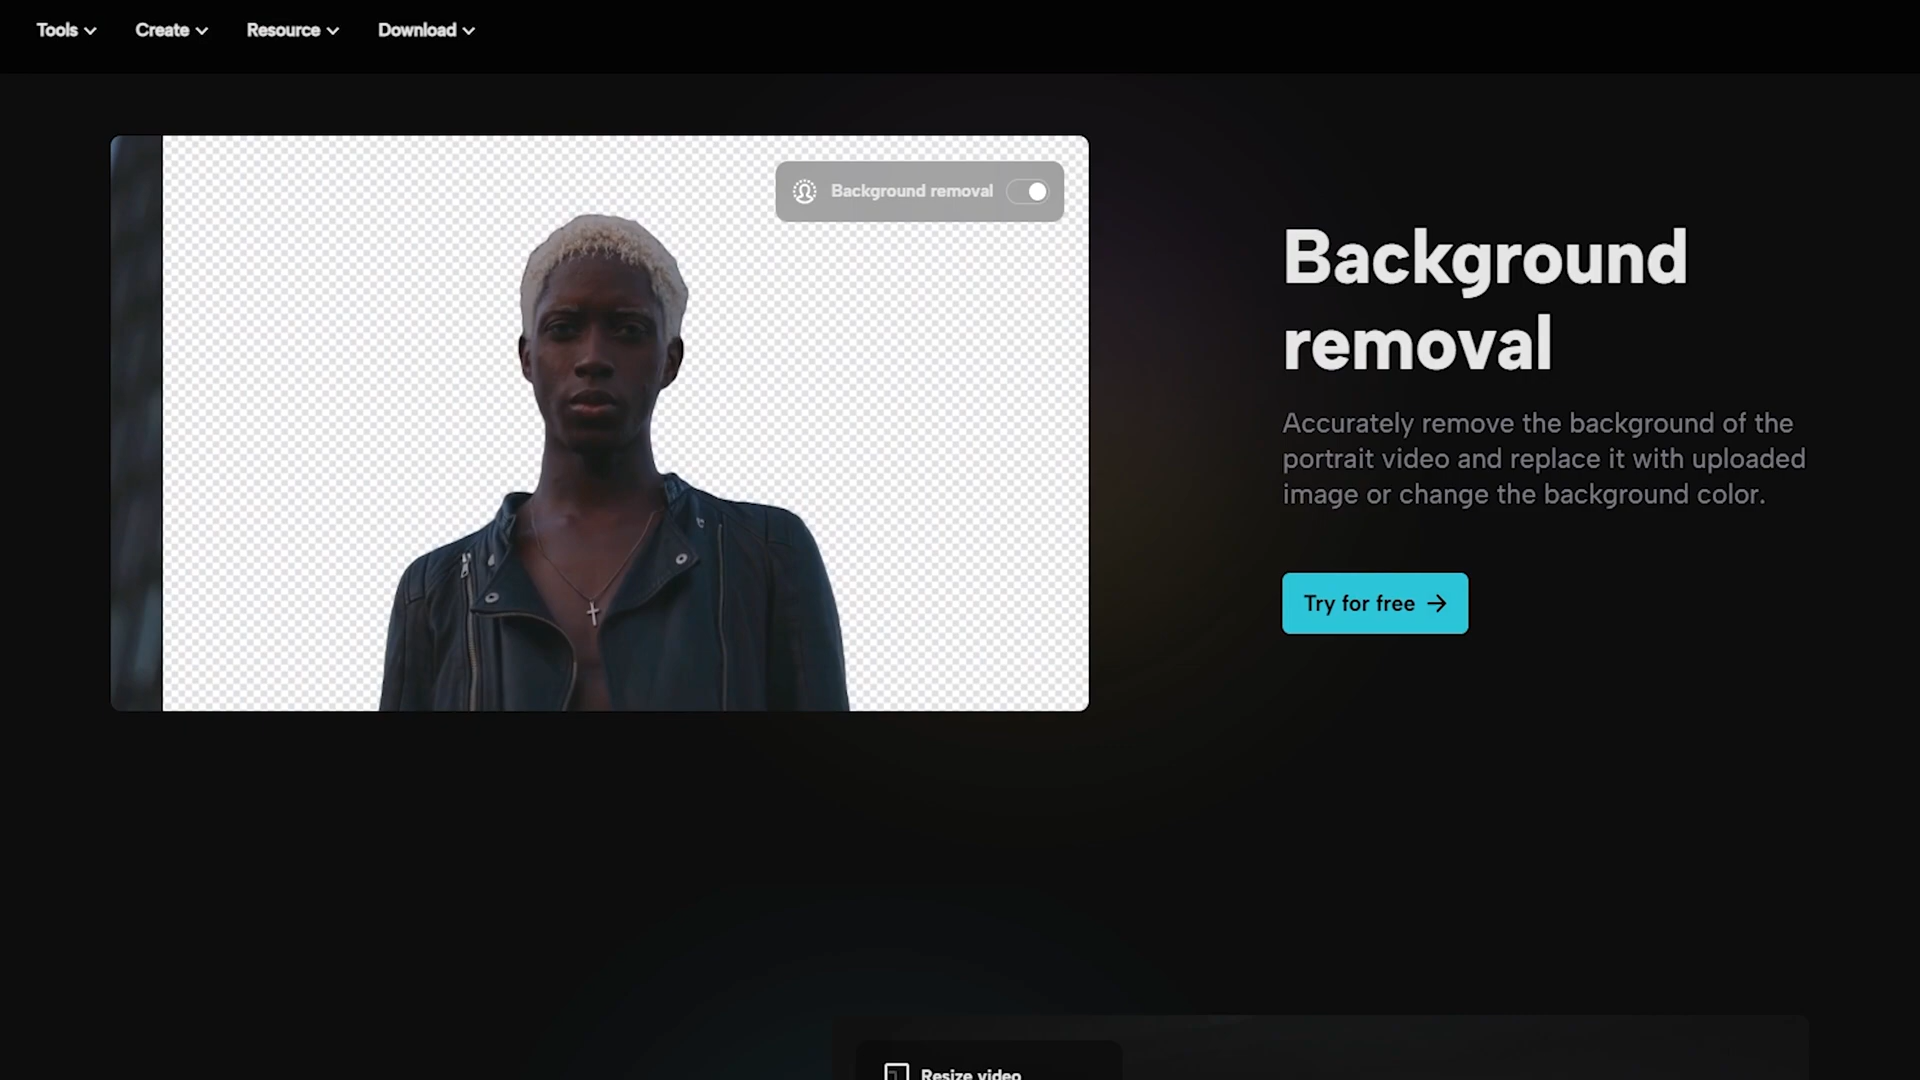 Tools
Create
Resource
Download
Background removal
Background
removal
Accurately remove the background of the
portrait video and replace it with uploaded
image or change the background color.
Try for free
Resize video